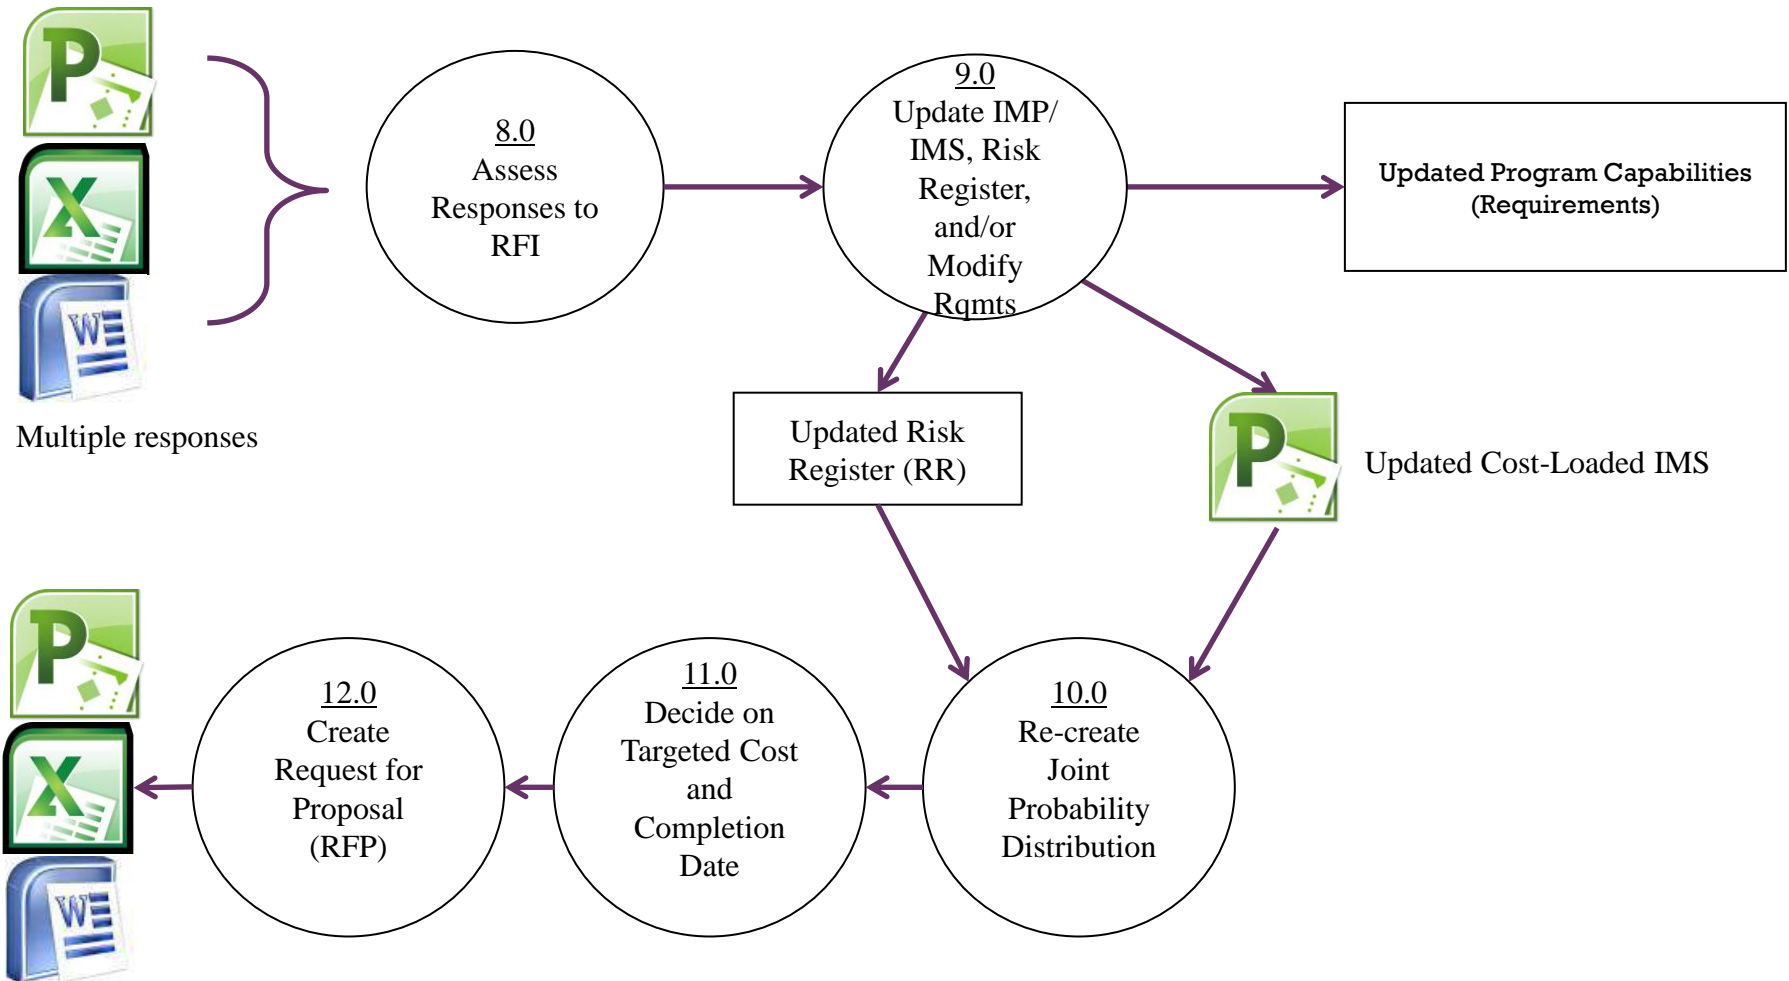 8.0
Assess
Responses to
RFI
9.0
Update IMP/
IMS, Risk
Register,
and/or
Modify
Rqmts
Updated Program Capabilities
(Requirements)
P
X
W
Multiple responses
Updated Risk
Register (RR)
P
Updated Cost-Loaded IMS
10.0
Re-create
Joint
Probability
Distribution
11.0
Decide on
Targeted Cost
and
Completion
Date
12.0
Create
Request for
Proposal
(RFP)
P
X
W